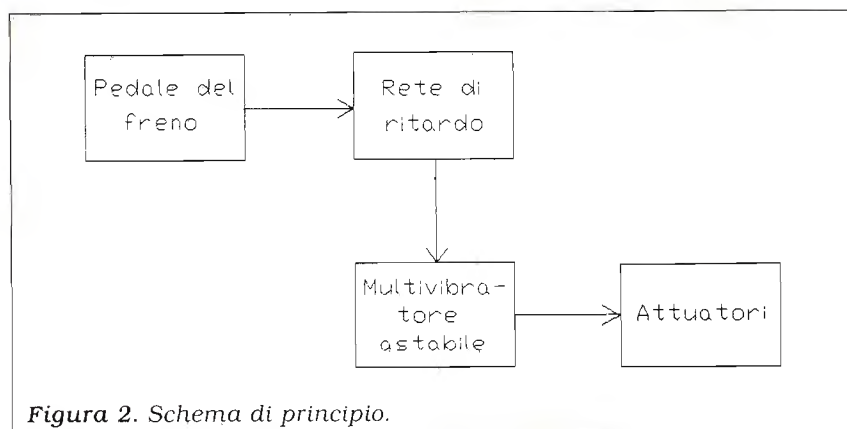 Pedale del
freno
Rete di
ritardo
Multivibra-
tore
astabile
Attuatori
Figura 2. Schema di principio.